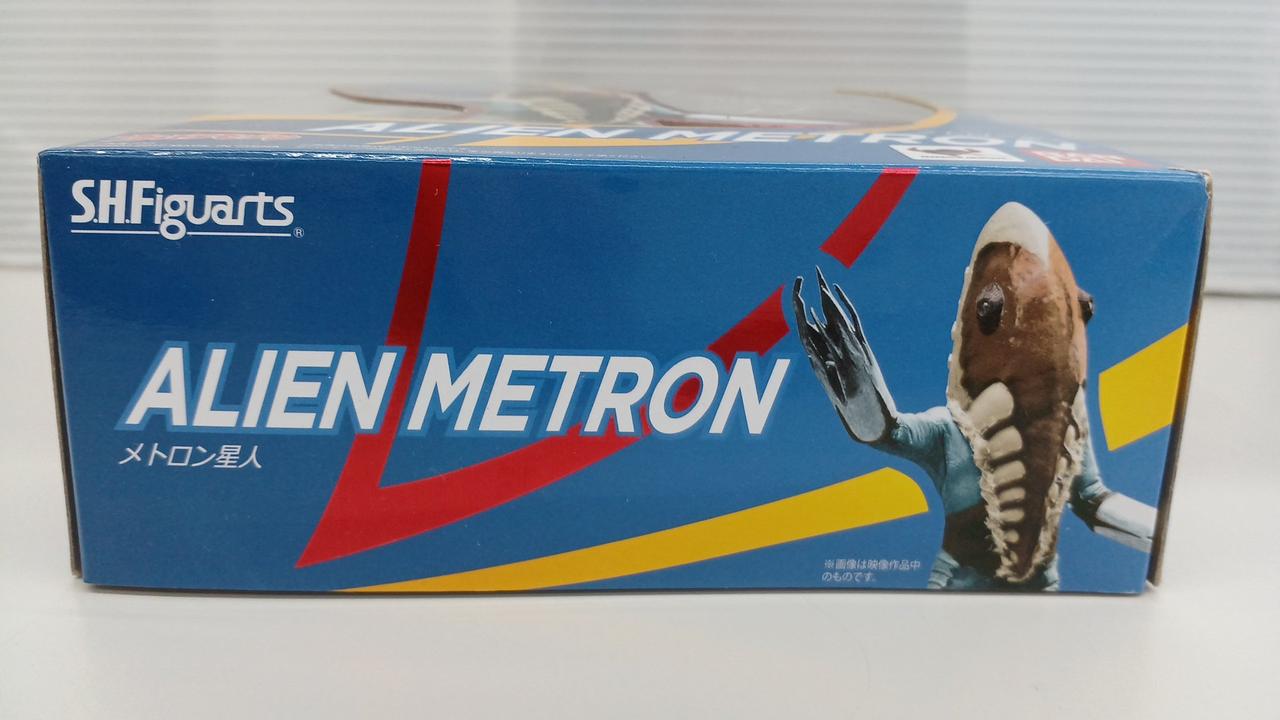 ALIEN METRON
S.H.Figuarts®
ALIEN METRON
メトロン星人
※画像は映像作品中
のものです。